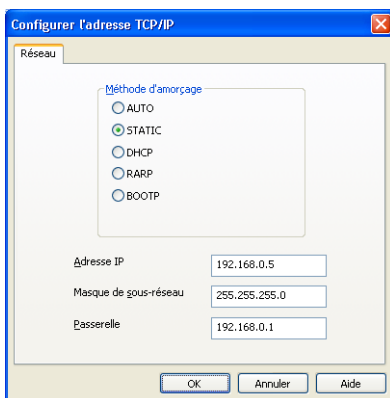 Configurer l'adresse TCP/IP
Réseau
Méthode d'amorçage
AUTO
STATIC
DHCP
RARP
BOOTP
Adresse IP 192.168.0.5
Masque de sous-réseau 255.255.255.0
Passerelle 192.168.0.1
OK Annuler Aide